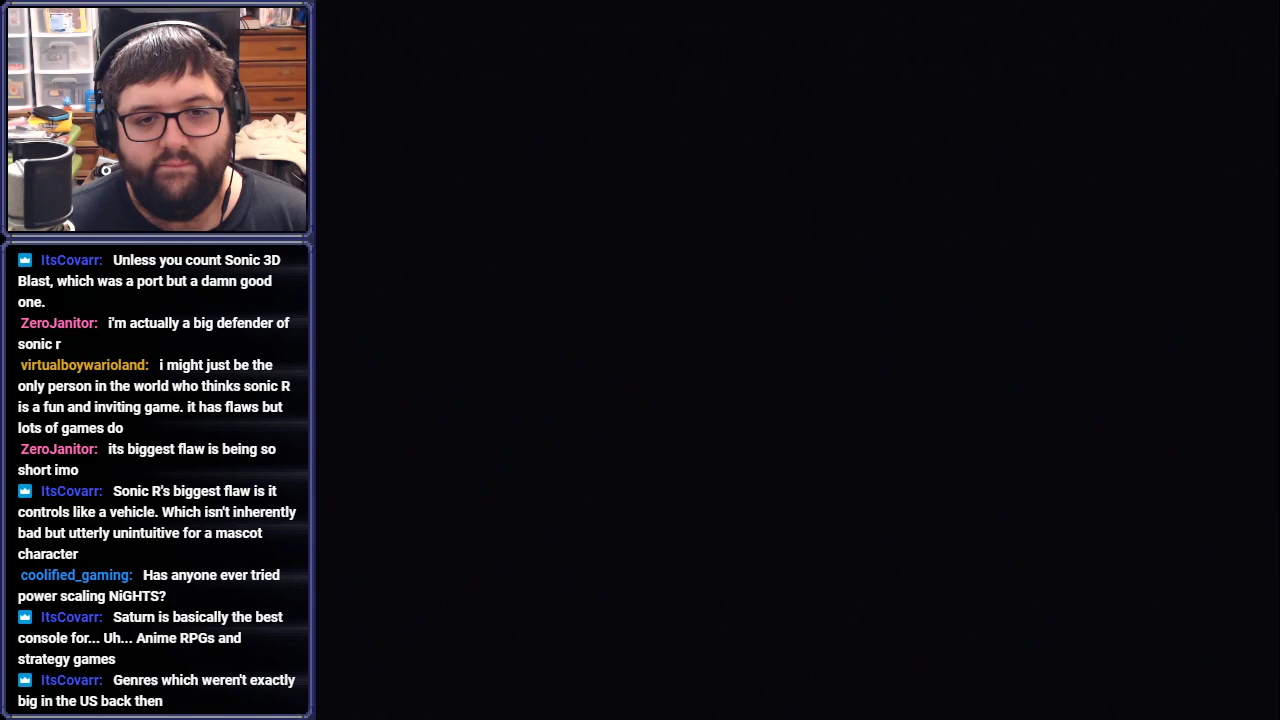 ItsCovarr: Unless you count Sonic 3D
Blast, which was a port but a damn good
one.
ZeroJanitor: i'm actually a big defender of
sonic r
virtualboywarioland: i might just be the
only person in the world who thinks sonic R
is a fun and inviting game. it has flaws but
lots of games do
ZeroJanitor: its biggest flaw is being so
short imo
ItsCovarr: Sonic R's biggest flaw is it
controls like a vehicle. Which isn't inherently
bad but utterly unintuitive for a mascot
character
coolified_gaming: Has anyone ever tried
power scaling NiGHTS?
ItsCovarr: Saturn is basically the best
console for... Uh... Anime RPGs and
strategy games
ItsCovarr: Genres which weren't exactly
big in the US back then